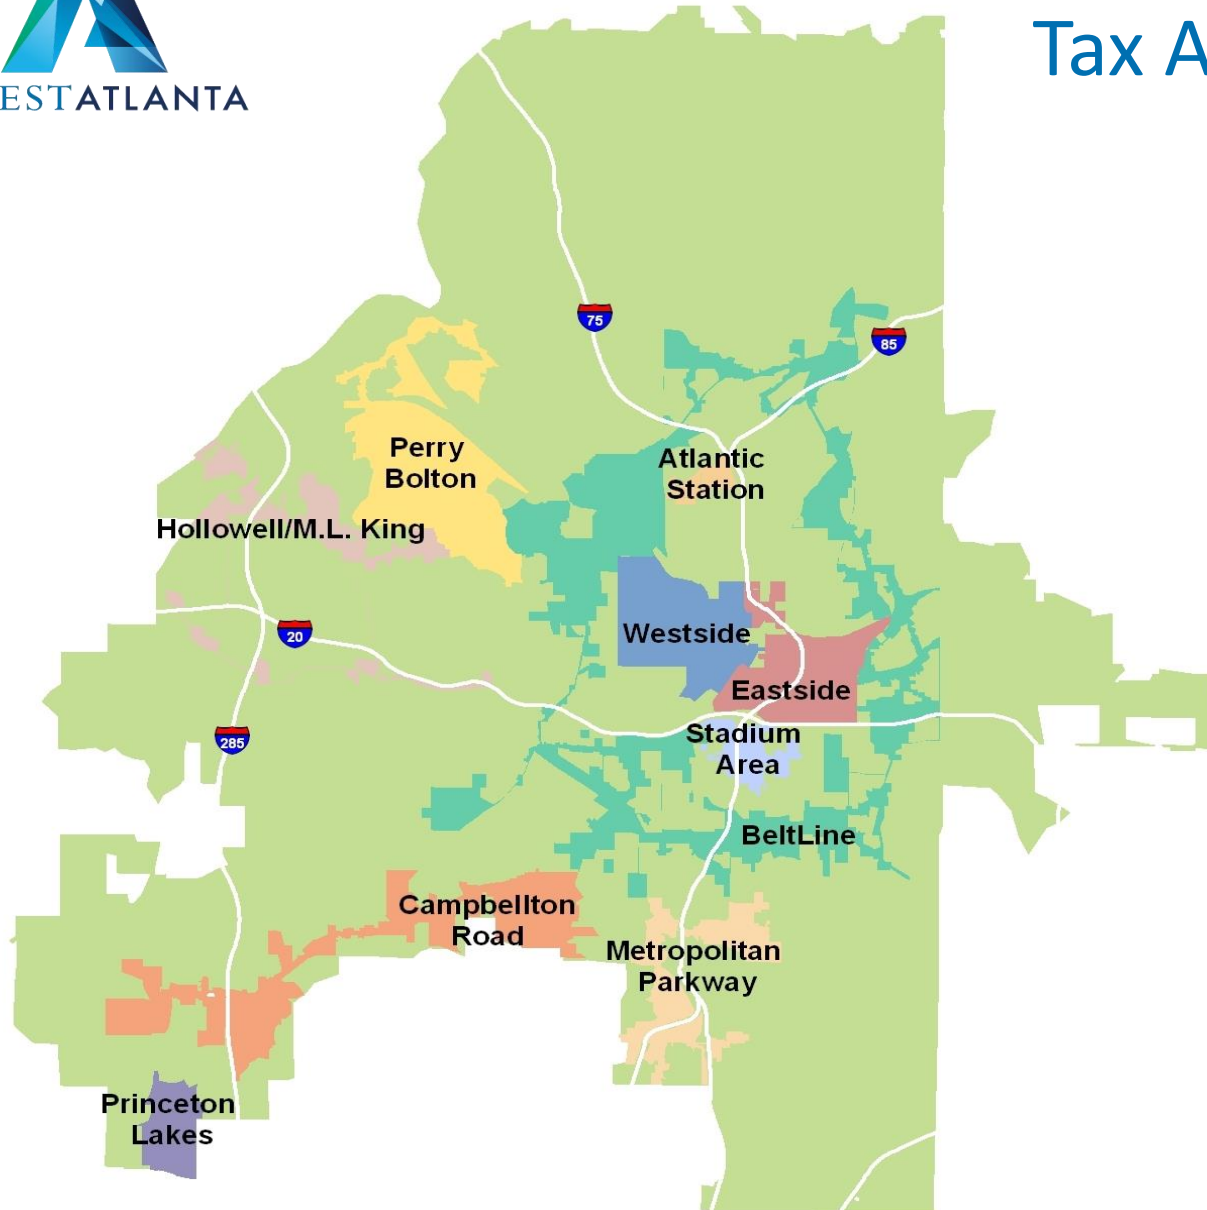 Tax A
ESTATLANTA
75
85
Perry
Bolton
Atlantic
Station
Hollowell/M.L. King
20
Westside
Eastside
285
Stadium
Area
BeltLine
Campbellton
Road
Metropolitan
Parkway
Princeton
Lakes